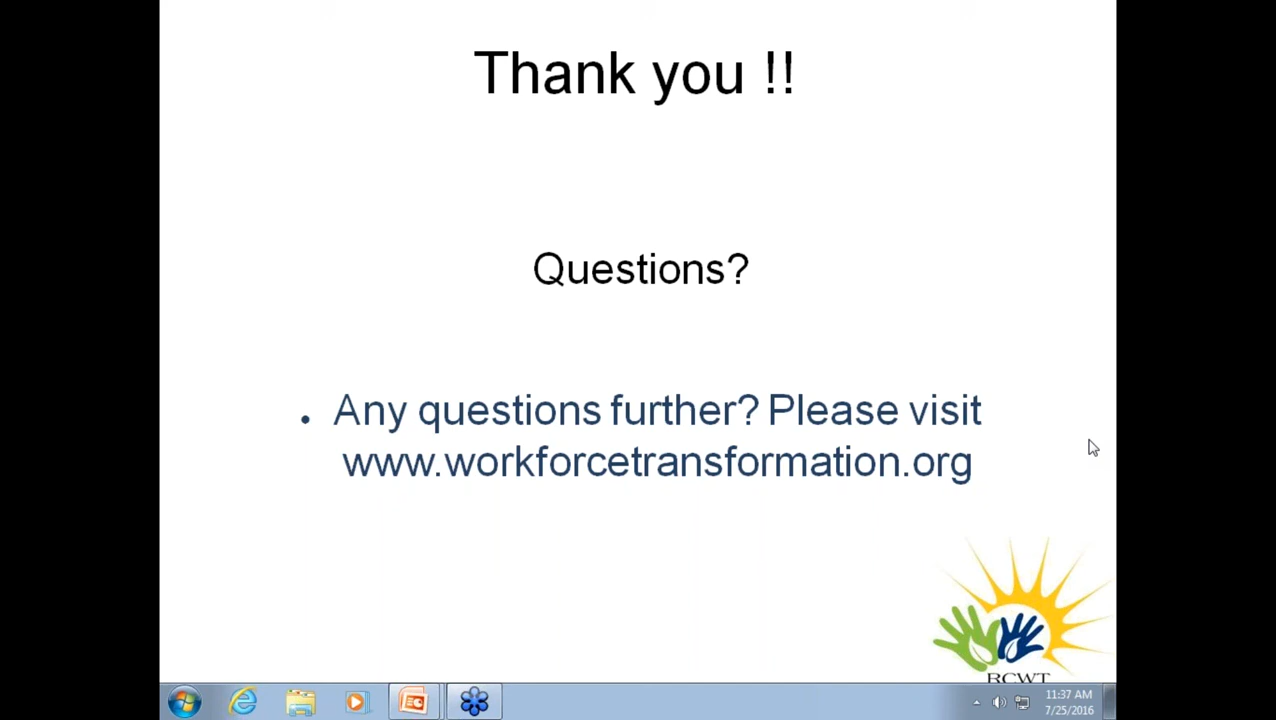 Thank you !!
Questions?
• Any questions further? Please visit
www.workforcetransformation.org
RCWT
11:37 AM
7/25/2016